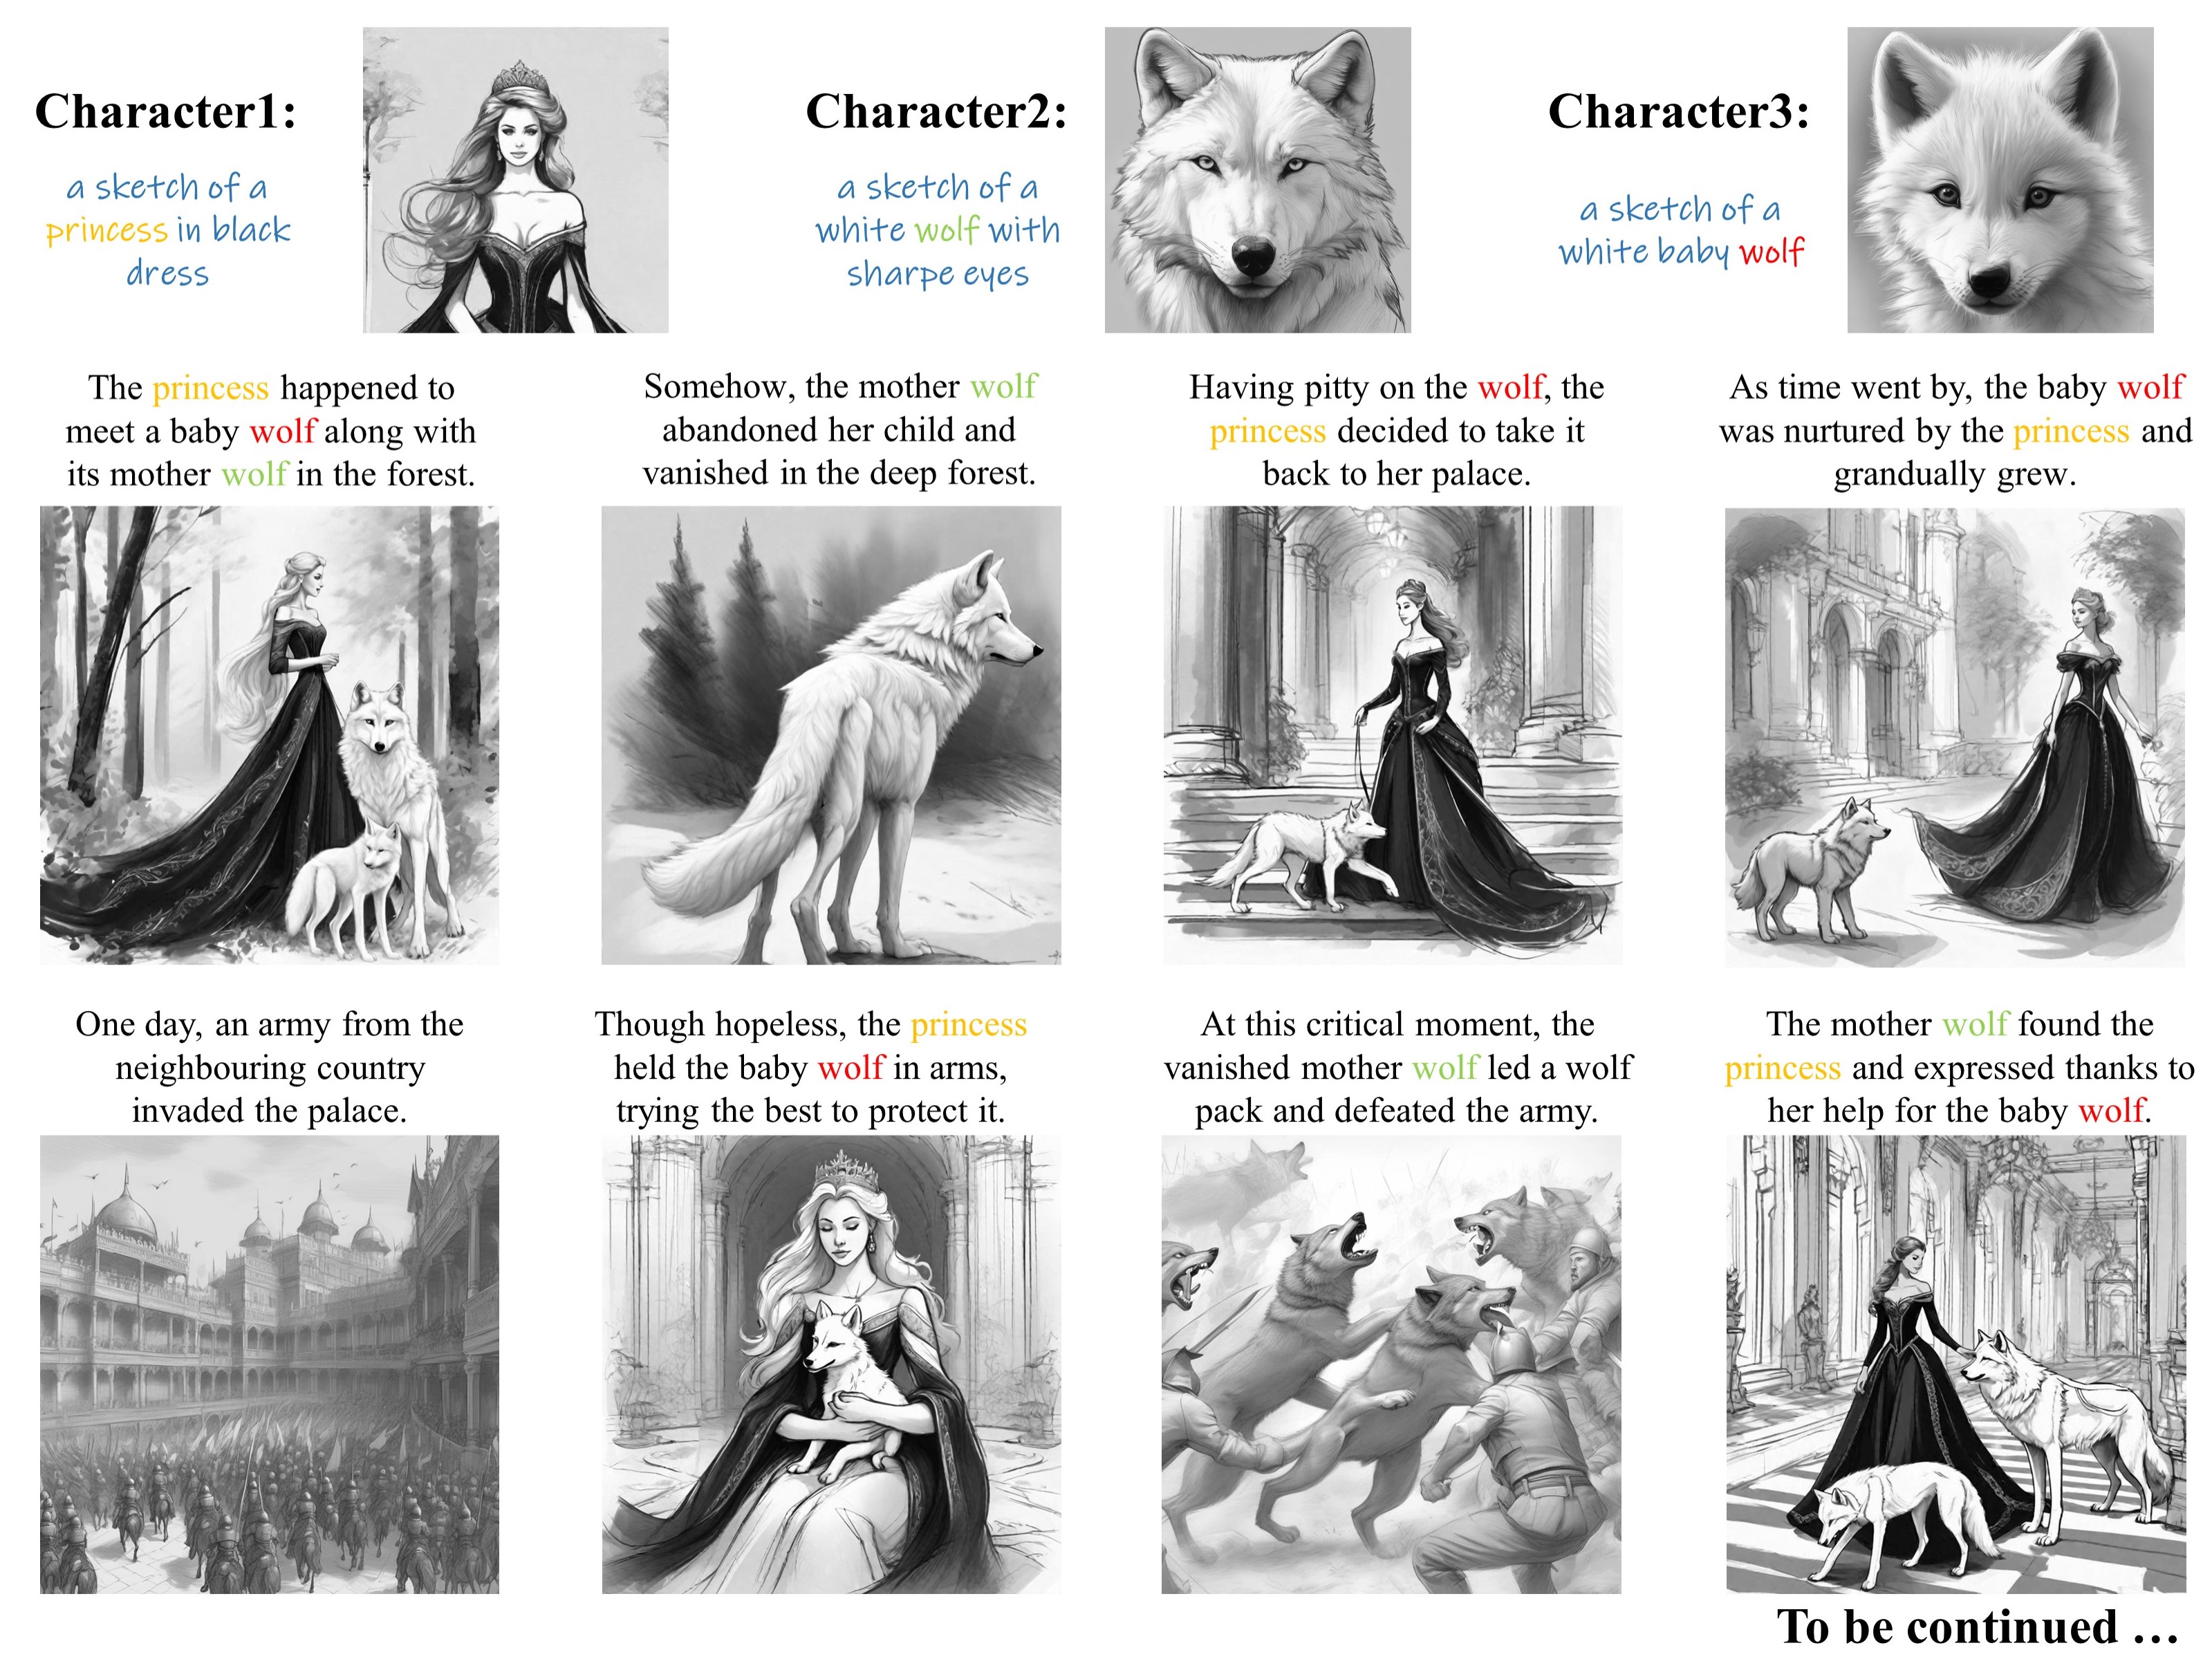 Character1:
a sketch of a
princess in black
dress
Character2:
a sketch of a
white wolf with
sharpe eyes
Character3:
a sketch of a
white baby wolf
The princess happened to
meet a baby wolf along with
its mother wolf in the forest.
Somehow, the mother wolf
abandoned her child and
vanished in the deep forest.
Having pitty on the wolf, the
princess decided to take it
back to her palace.
As time went by, the baby wolf
was nurtured by the princess and
grandually grew.
One day, an army from the
neighbouring country
invaded the palace.
Though hopeless, the princess
held the baby wolf in arms,
trying the best to protect it.
At this critical moment, the
vanished mother wolf led a wolf
pack and defeated the army.
The mother wolf found the
princess and expressed thanks to
her help for the baby wolf.
To be continued …